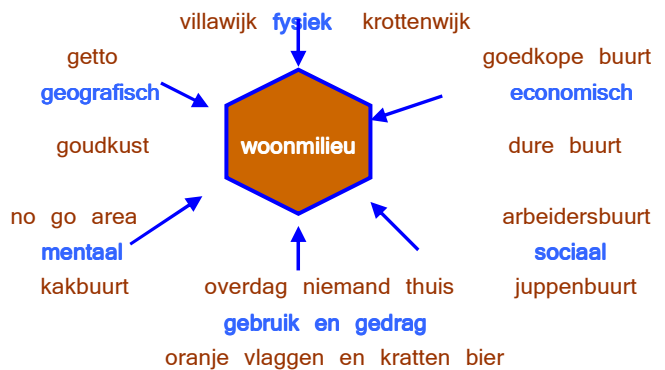 villawijk fysiek krottenwijk
getto
geografisch
goudkust
goedkope buurt
economisch
dure buurt
woonmilieu
no go area
mentaal
kakbuurt
overdag niemand thuis
gebruik en gedrag
oranje vlaggen en kratten bier
arbeidersbuurt
sociaal
juppenbuurt